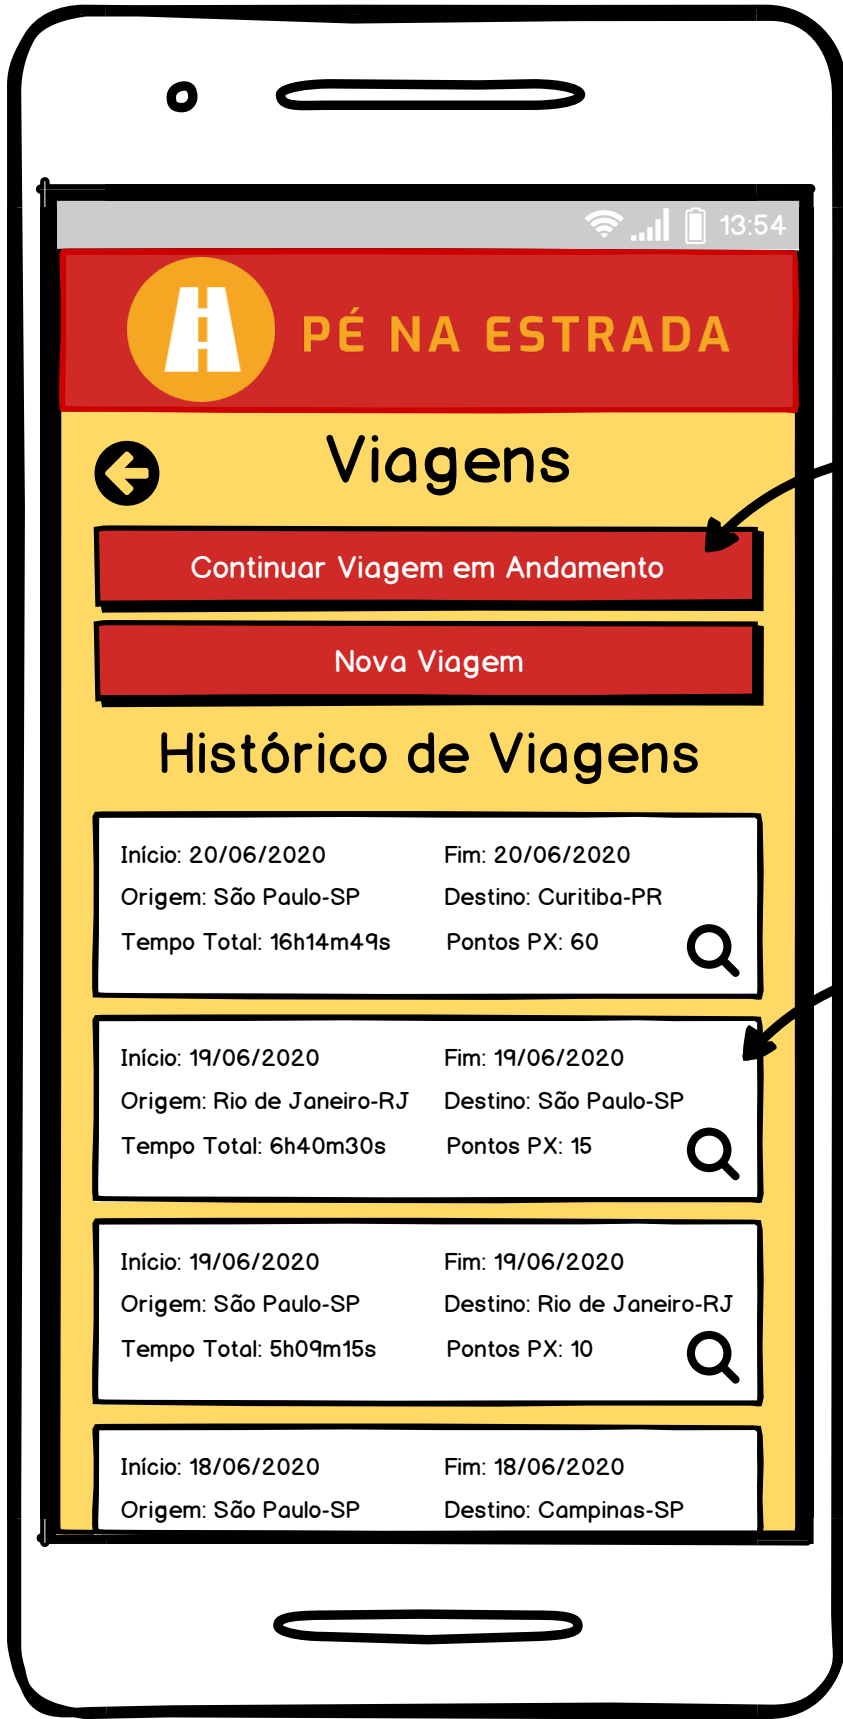 13:54
PÉ NA ESTRADA
Viagens
Continuar Viagem em Andamento
Nova Viagem
Histórico de Viagens
Início: 20/06/2020 Fim: 20/06/2020
Origem: São Paulo-SP Destino: Curitiba-PR
Tempo Total: 16h14m49s Pontos PX: 60
Início: 19/06/2020 Fim: 19/06/2020
Origem: Rio de Janeiro-RJ Destino: São Paulo-SP
Tempo Total: 6h40m30s Pontos PX: 15
Início: 19/06/2020 Fim: 19/06/2020
Origem: São Paulo-SP Destino: Rio de Janeiro-RJ
Tempo Total: 5h09m15s Pontos PX: 10
Início: 18/06/2020 Fim: 18/06/2020
Origem: São Paulo-SP Destino: Campinas-SP